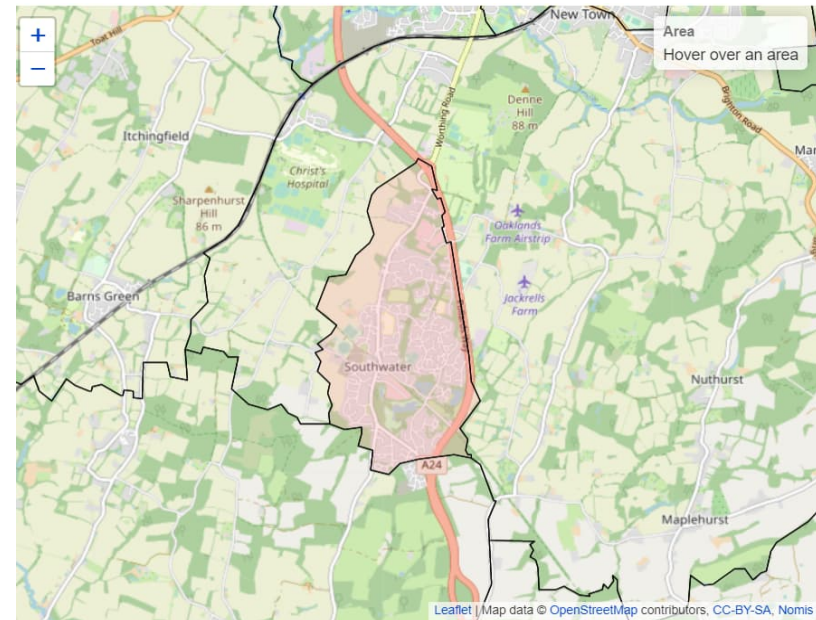 +
−
Area
Hover over an area
New Town
Toat Hill
Worthing Road
Denne
Hill
88 m
Brighton Road
Itchingfield
Christ's
Hospital
Sharpenhurst
Hill
86 m
Oaklands
Farm Airstrip
Barns Green
Jackrells
Farm
Southwater
Nuthurst
A24
Maplehurst
Leaflet | Map data © OpenStreetMap contributors, CC-BY-SA, Nomis